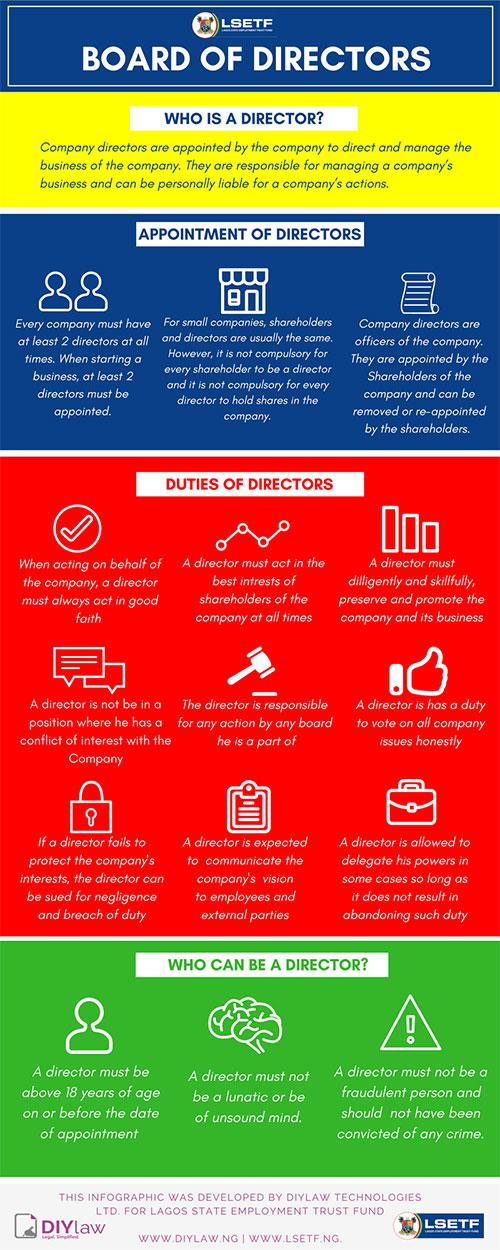 LSETF
LAGOS STATE EMPLOYMENT TRUST FUND
BOARD OF DIRECTORS
WHO IS A DIRECTOR?
Company directors are appointed by the company to direct and manage the
business of the company. They are responsible for managing a company's
business and can be personally liable for a company's actions.
APPOINTMENT OF DIRECTORS
Every company must have
at least 2 directors at all
times. When starting a
business, at least 2
directors must be
appointed.
For small companies, shareholders
and directors are usually the same.
However, it is not compulsory for
every shareholder to be a director
and it is not compulsory for every
director to hold shares in the
company.
Company directors are
officers of the company.
They are appointed by the
Shareholders of the
company and can be
removed or re-appointed
by the shareholders.
DUTIES OF DIRECTORS
When acting on behalf of
the company, a director
must always act in good
faith
A director must act in the
best intrests of
shareholders of the
company at all times
A director must
dilligently and skillfully,
preserve and promote the
company and its business
A director is not be in a
position where he has a
conflict of interest with the
Company
The director is responsible
for any action by any board
he is a part of
A director is has a duty
to vote on all company
issues honestly
If a director fails to
protect the company's
interests, the director can
be sued for negligence
and breach of duty
A director is expected
to communicate the
company's vision
to employees and
external parties
A director is allowed to
delegate his powers in
some cases so long as
it does not result in
abandoning such duty
WHO CAN BE A DIRECTOR?
A director must be
above 18 years of age
on or before the date
of appointment
A director must not
be a lunatic or be
of unsound mind.
A director must not be a
fraudulent person and
should not have been
convicted of any crime.
THIS INFOGRAPHIC WAS DEVELOPED BY DIYLAW TECHNOLOGIES
LTD. FOR LAGOS STATE EMPLOYMENT TRUST FUND
DIYlaw
Legal. Simplified.
WWW.DIYLAW.NG | WWW.LSETF.NG.
LSETF
LAGOS STATE EMPLOYMENT TRUST FUND